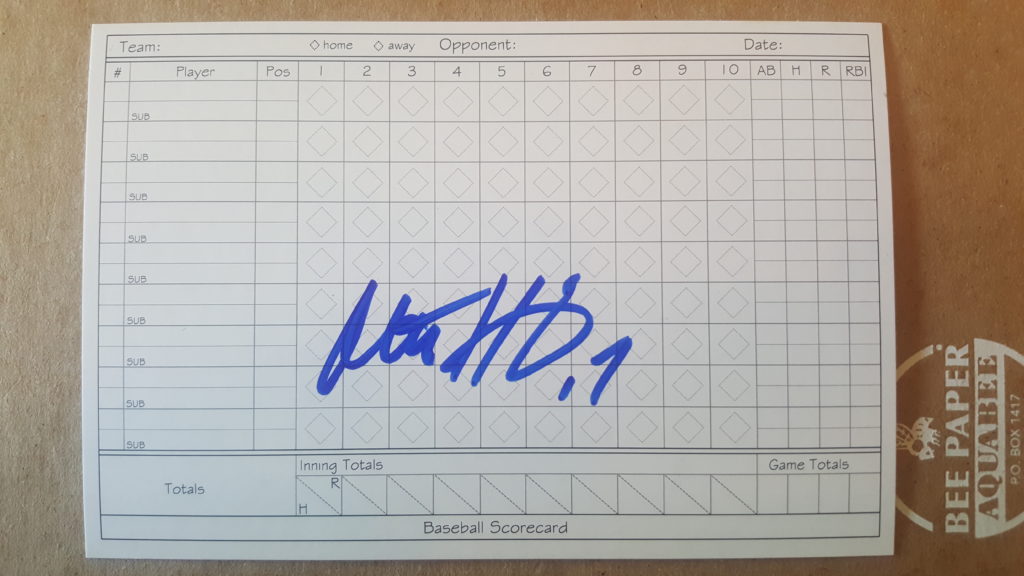 Team: home away Opponent: Date:
# Player Pos 1 2 3 4 5 6 7 8 9 10 AB H R RBI
SUB
SUB
SUB
SUB
SUB
SUB
SUB
SUB
SUB
Inning Totals Game Totals
Totals R
H
Baseball Scorecard
BEE PAPER
AQUABEE
P.O. BOX 1417